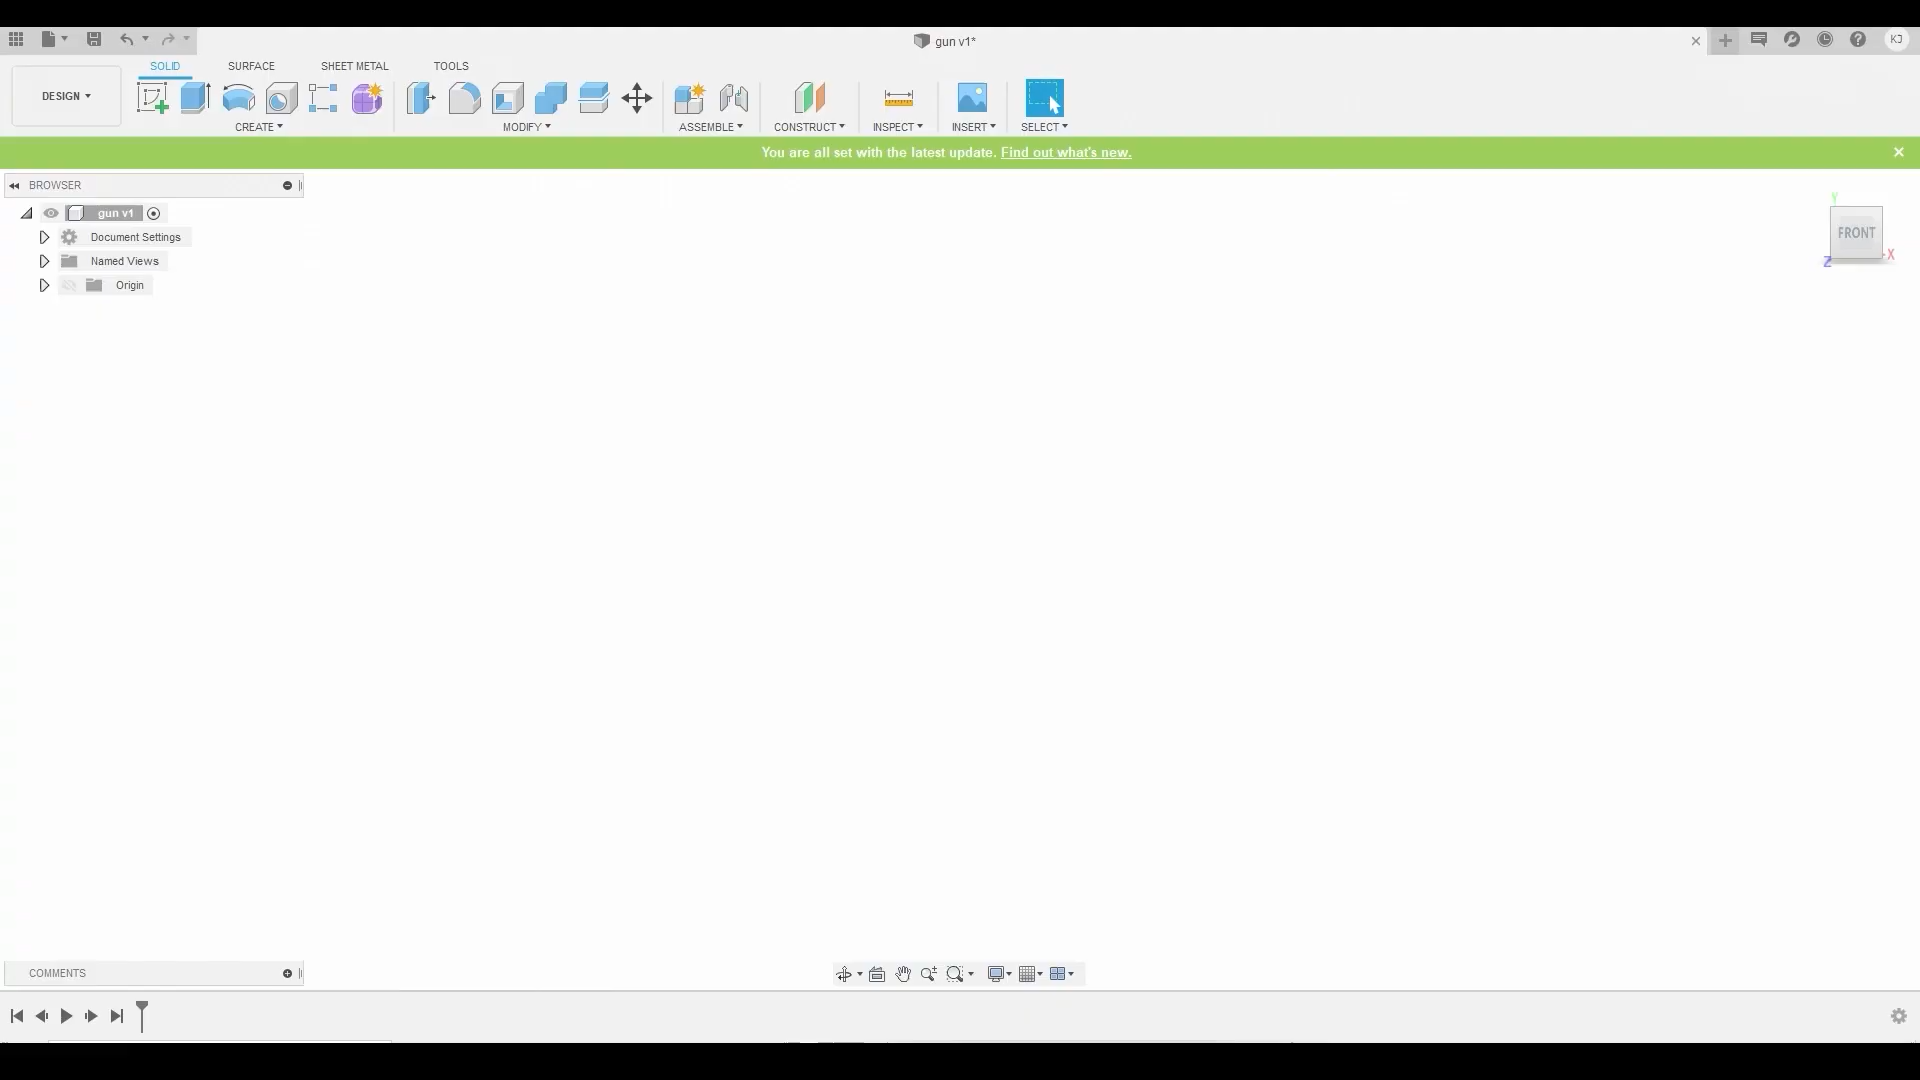 gun v1*
KJ
SOLID
SURFACE
SHEET METAL
TOOLS
DESIGN
CREATE
MODIFY
ASSEMBLE
CONSTRUCT
INSPECT
INSERT
SELECT
You are all set with the latest update. Find out what's new.
BROWSER
gun v1
Document Settings
Named Views
Origin
Y
FRONT
X
Z
COMMENTS